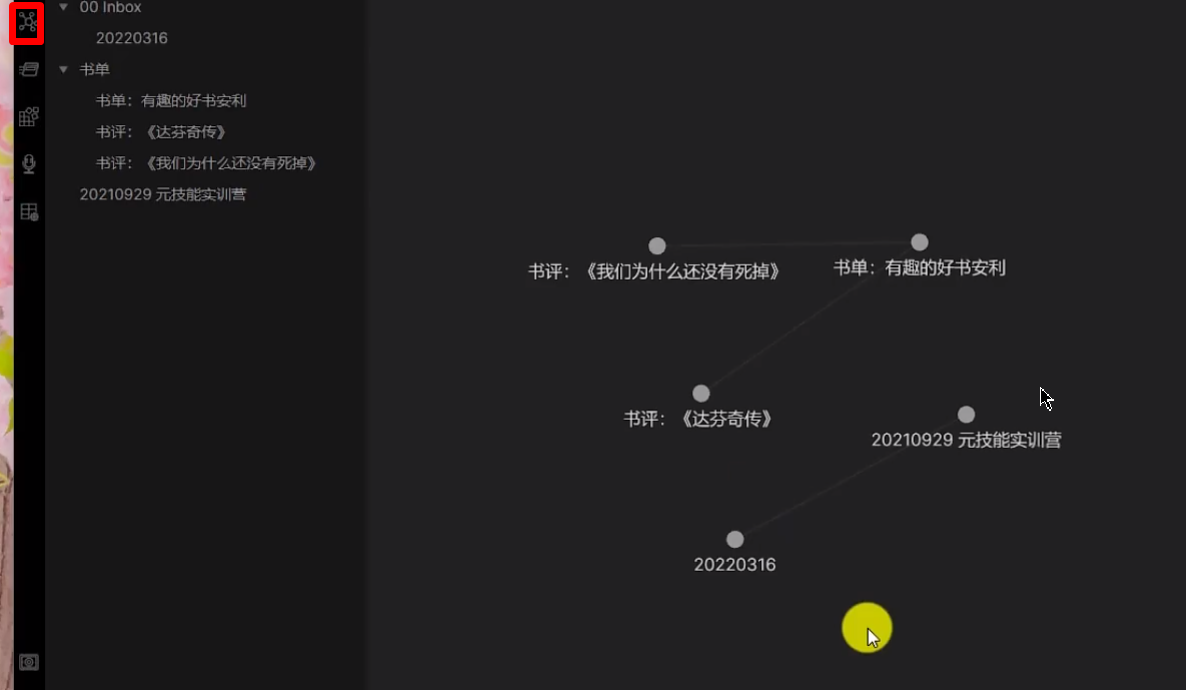 00 Inbox
20220316
书单
书单：有趣的好书安利
书评：《达芬奇传》
书评：《我们为什么还没有死掉》
20210929 元技能实训营
书评：《我们为什么还没有死掉》
书单：有趣的好书安利
书评：《达芬奇传》
20210929 元技能实训营
20220316